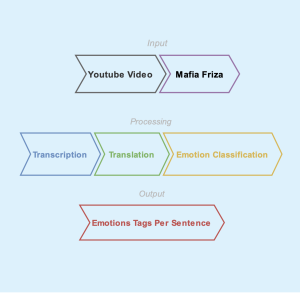 Input
Youtube Video
Mafia Friza
Processing
Transcription
Translation
Emotion Classification
Output
Emotions Tags Per Sentence